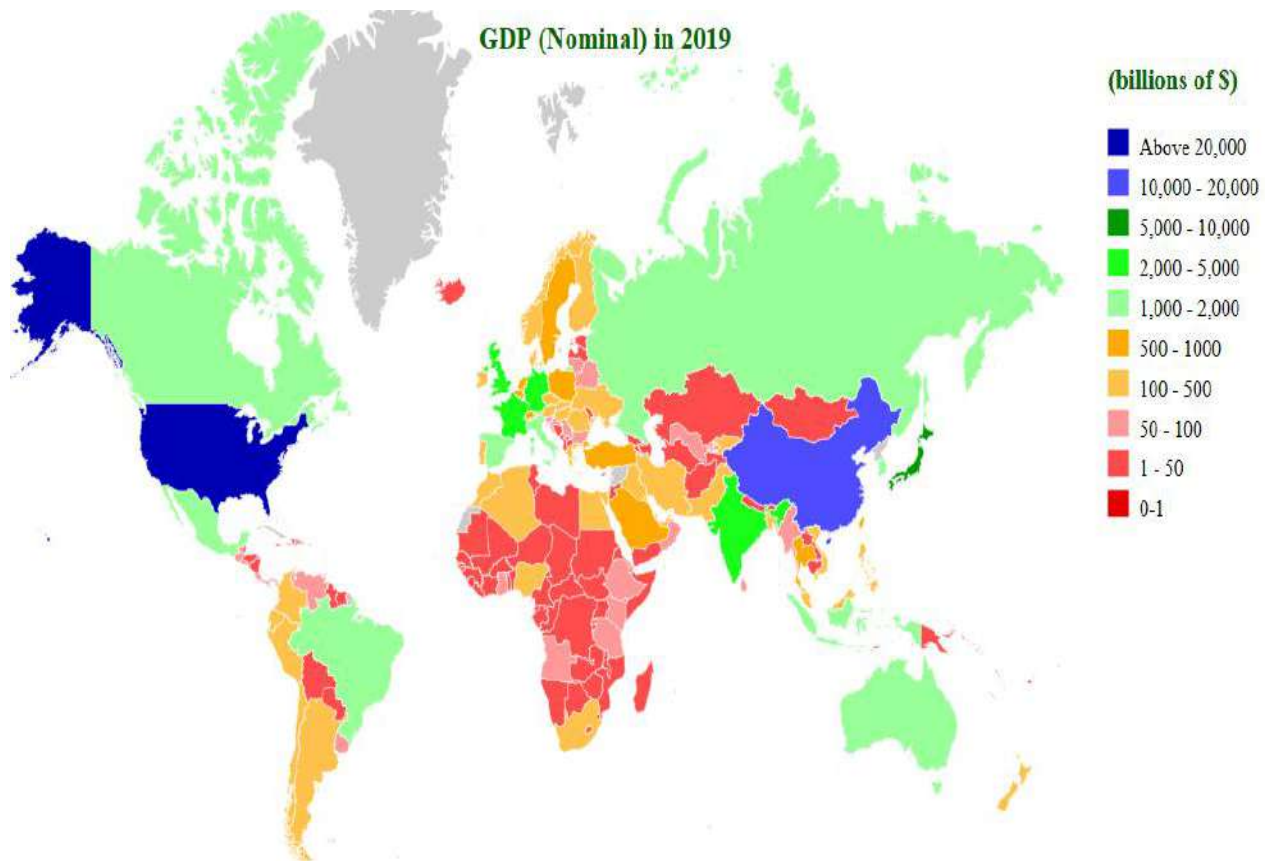 GDP (Nominal) in 2019
(billions of $)
Above 20,000
10,000 - 20,000
5,000 - 10,000
2,000 - 5,000
1,000 - 2,000
500 - 1000
100 - 500
50 - 100
1 - 50
0-1